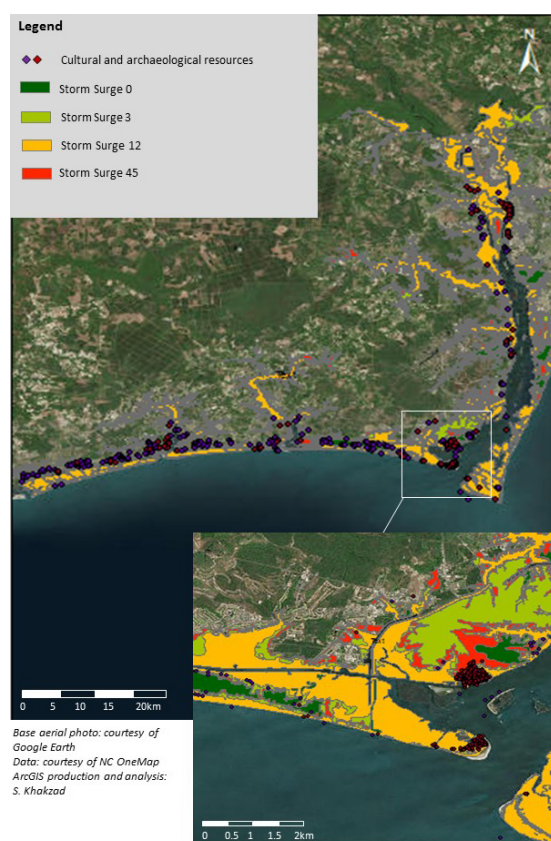 Legend
Cultural and archaeological resources
Storm Surge 0
Storm Surge 3
Storm Surge 12
Storm Surge 45
N
0 5 10 15 20km
Base aerial photo: courtesy of
Google Earth
Data: courtesy of NC OneMap
ArcGIS production and analysis:
S. Khakzad
0 0.5 1 1.5 2km